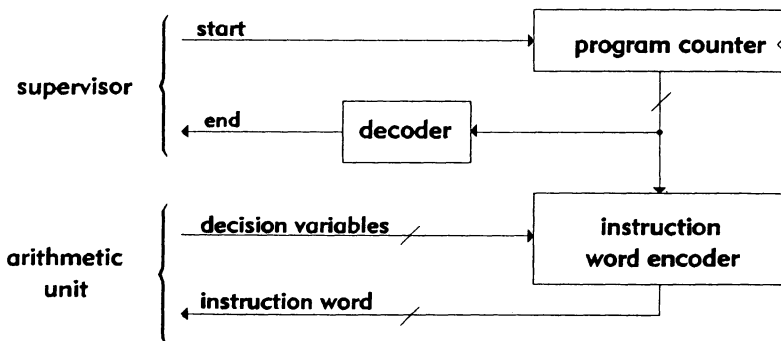 start
program counter
supervisor
end
decoder
decision variables
instruction
word encoder
arithmetic
unit
instruction word